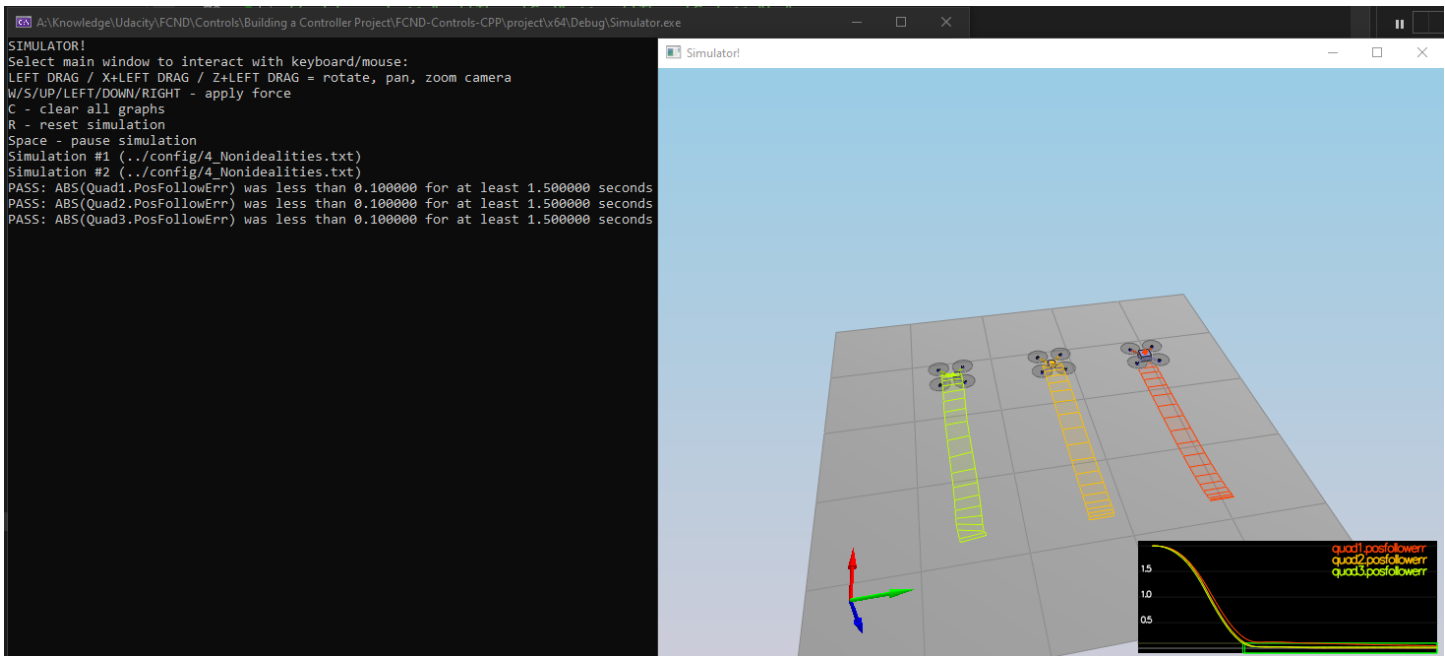 A:\Knowledge\Udacity\FCND\Controls\Building a Controller Project\FCND-Controls-CPP\project\x64\Debug\Simulator.exe
SIMULATOR!
Select main window to interact with keyboard/mouse:
LEFT DRAG / X+LEFT DRAG / Z+LEFT DRAG = rotate, pan, zoom camera
W/S/UP/LEFT/DOWN/RIGHT - apply force
C - clear all graphs
R - reset simulation
Space - pause simulation
Simulation #1 (../config/4_Nonidealities.txt)
Simulation #2 (../config/4_Nonidealities.txt)
PASS: ABS(Quad1.PosFollowErr) was less than 0.100000 for at least 1.500000 seconds
PASS: ABS(Quad2.PosFollowErr) was less than 0.100000 for at least 1.500000 seconds
PASS: ABS(Quad3.PosFollowErr) was less than 0.100000 for at least 1.500000 seconds
Simulator!
quad1.posfollowerr
quad2.posfollowerr
quad3.posfollowerr
1.5
1.0
0.5